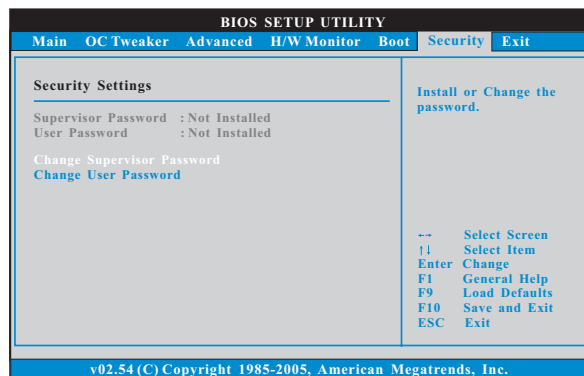 BIOS SETUP UTILITY
Main OC Tweaker Advanced H/W Monitor Boot Security Exit
Security Settings
Supervisor Password : Not Installed
User Password : Not Installed
Change Supervisor Password
Change User Password
Install or Change the
password.
←→ Select Screen
↑↓ Select Item
Enter Change
F1 General Help
F9 Load Defaults
F10 Save and Exit
ESC Exit
v02.54 (C) Copyright 1985-2005, American Megatrends, Inc.